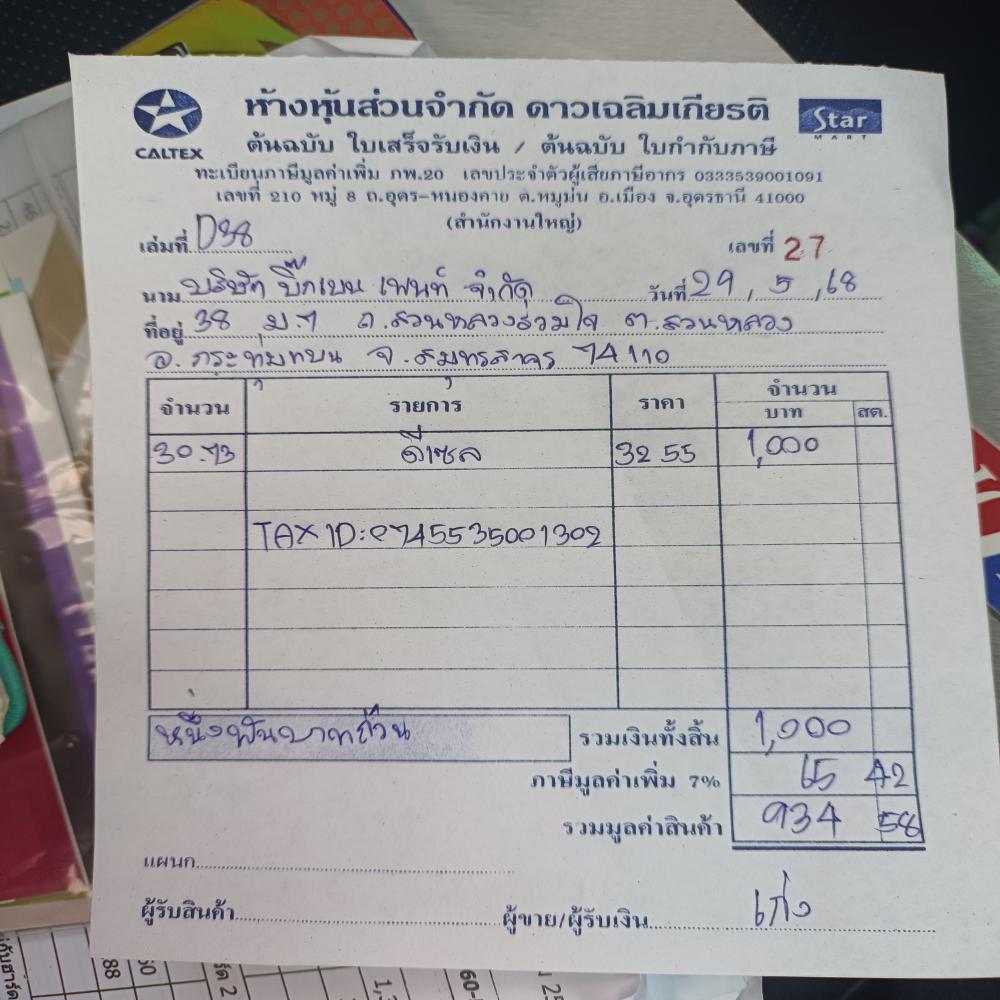 CALTEX
ห้างหุ้นส่วนจำกัด ดาวเฉลิมเกียรติ
Star MART
ต้นฉบับ ใบเสร็จรับเงิน / ต้นฉบับ ใบกำกับภาษี
ทะเบียนภาษีมูลค่าเพิ่ม ภพ.20 เลขประจำตัวผู้เสียภาษีอากร 0333539001091
เลขที่ 210 หมู่ 8 ถ.อุดร-หนองคาย ต.หมูม่น อ.เมือง จ.อุดรธานี 41000
(สำนักงานใหญ่)
เล่มที่ D38 เลขที่ 27
นาม บริษัท บิ๊กเบน เพนท์ จำกัด วันที่ 29, 5, 68
ที่อยู่ 38 ม.7 ถ.สวนหลวงร่วมใจ ต.สวนหลวง
อ.กระทุ่มแบน จ.สมุทรสาคร 74110
จำนวน รายการ ราคา จำนวน
บาท สต.
30.73 ดีเซล 32 55 1,000
TAX ID:0745535001302
หนึ่งพันบาทถ้วน รวมเงินทั้งสิ้น 1,000
ภาษีมูลค่าเพิ่ม 7% 65 42
รวมมูลค่าสินค้า 934 58
แผนก
ผู้รับสินค้า ผู้ขาย/ผู้รับเงิน
88
50
1,3
60-